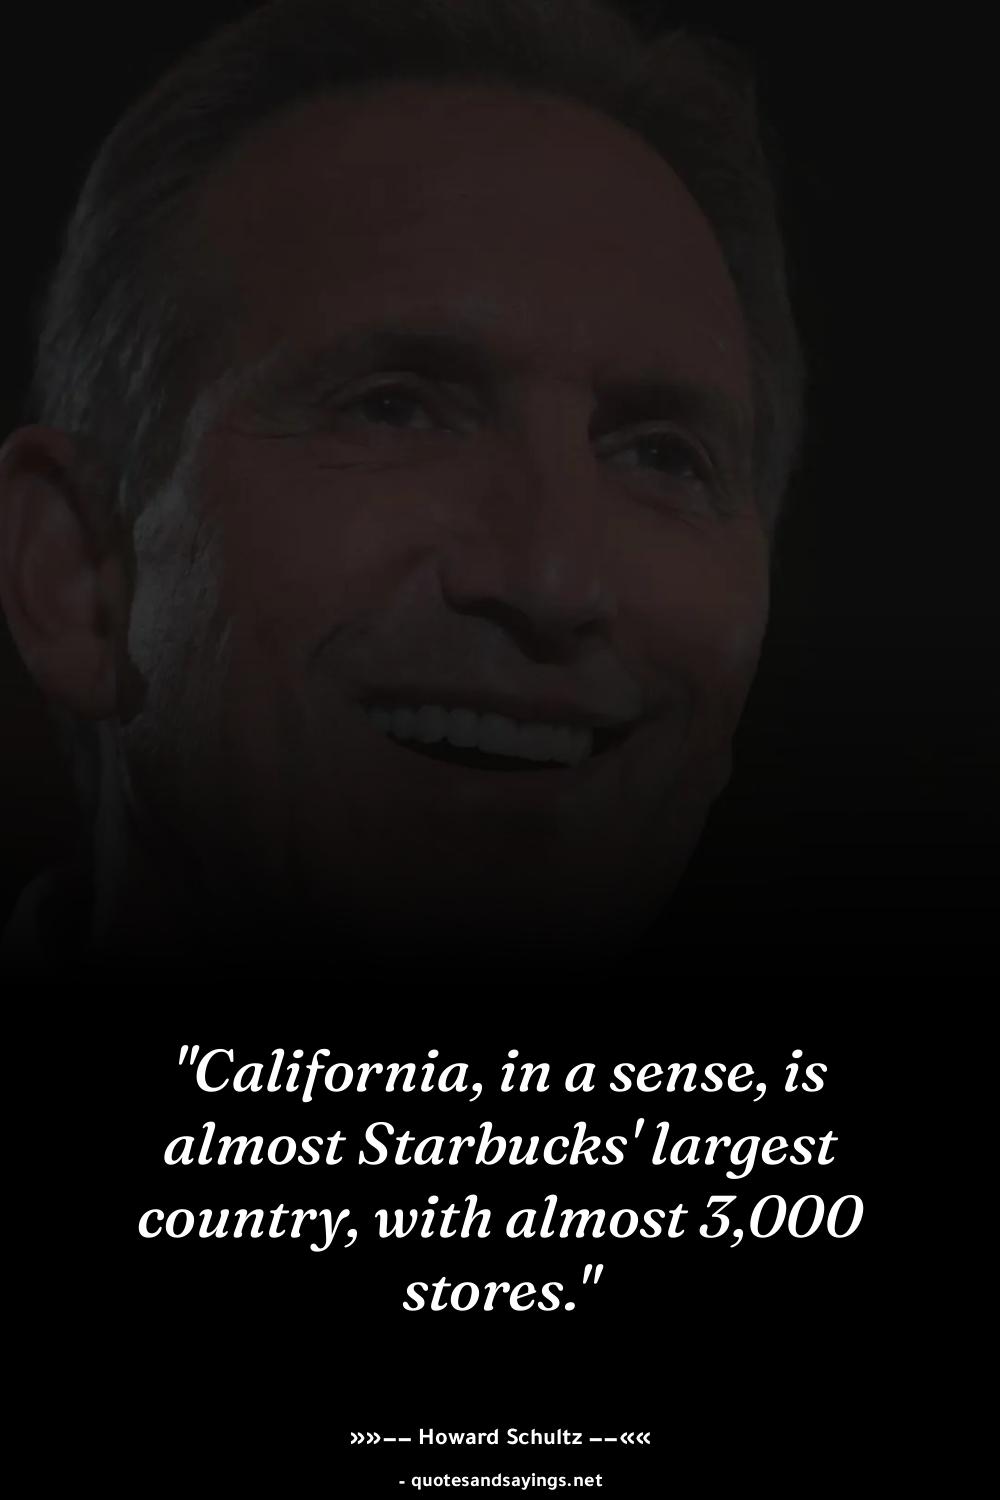 "California, in a sense, is
almost Starbucks' largest
country, with almost 3,000
stores."
»»−− Howard Schultz −−««
- quotesandsayings.net